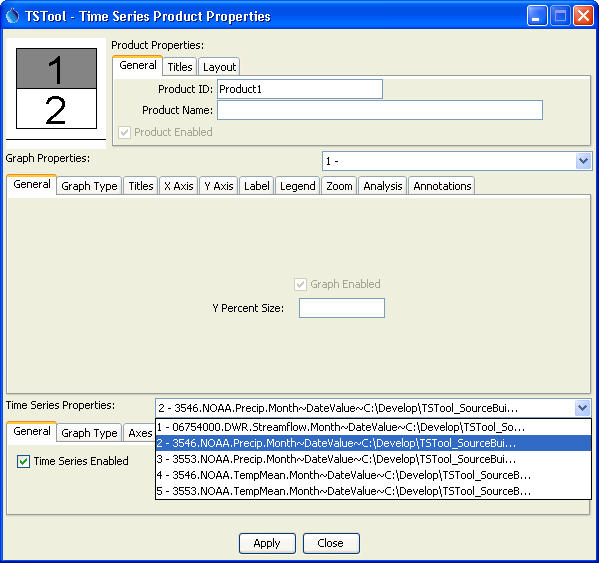 TSTool - Time Series Product Properties
1
2
Product Properties:
General Titles Layout
Product ID: Product1
Product Name:
Product Enabled
Graph Properties:
1 -
General Graph Type Titles X Axis Y Axis Label Legend Zoom Analysis Annotations
Graph Enabled
Y Percent Size:
Time Series Properties:
2 - 3546.NOAA.Precip.Month~DateValue~C:\Develop\TSTool_SourceBui...
General Graph Type Axes
1 - 06754000.DWR.Streamflow.Month~DateValue~C:\Develop\TSTool_So...
2 - 3546.NOAA.Precip.Month~DateValue~C:\Develop\TSTool_SourceBui...
3 - 3553.NOAA.Precip.Month~DateValue~C:\Develop\TSTool_SourceBui...
4 - 3546.NOAA.TempMean.Month~DateValue~C:\Develop\TSTool_SourceB...
5 - 3553.NOAA.TempMean.Month~DateValue~C:\Develop\TSTool_SourceB...
Time Series Enabled
Apply Close